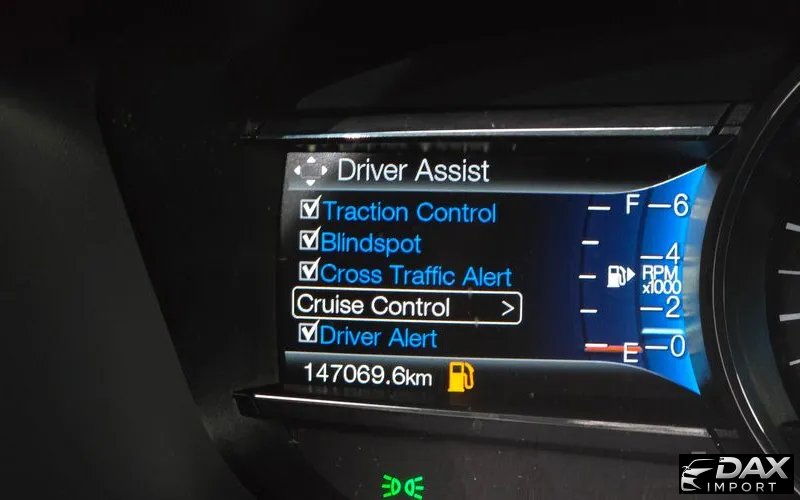 Driver Assist
Traction Control
Blindspot
Cross Traffic Alert
Cruise Control >
Driver Alert
147069.6km
F
E
6
4
RPM
x1000
2
0
DAX
IMPORT